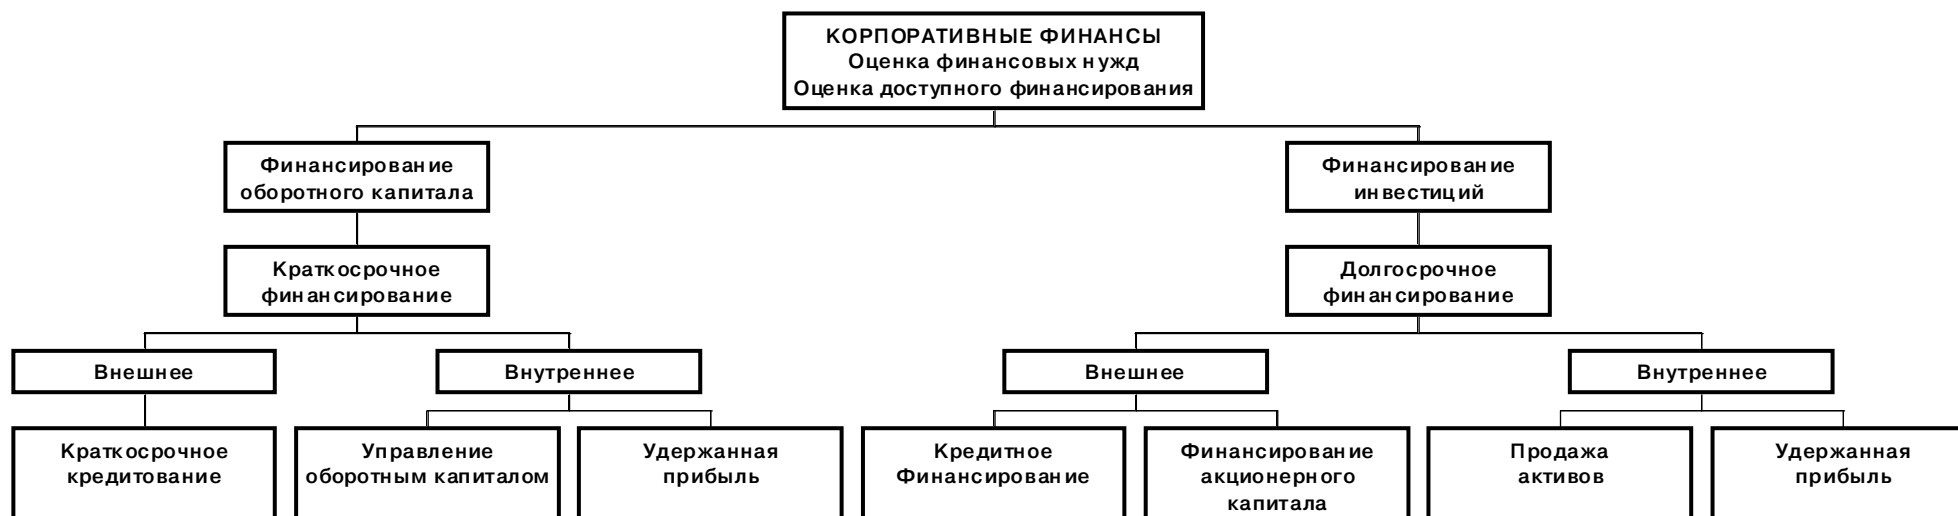 КОРПОРАТИВНЫЕ ФИНАНСЫ
Оценка финансовых нужд
Оценка доступного финансирования
Финансирование
оборотного капитала
Финансирование
инвестиций
Краткосрочное
финансирование
Долгосрочное
финансирование
Внешнее
Внутреннее
Внешнее
Внутреннее
Краткосрочное
кредитование
Управление
оборотным капиталом
Удержанная
прибыль
Кредитное
Финансирование
Финансирование
акционерного
капитала
Продажа
активов
Удержанная
прибыль